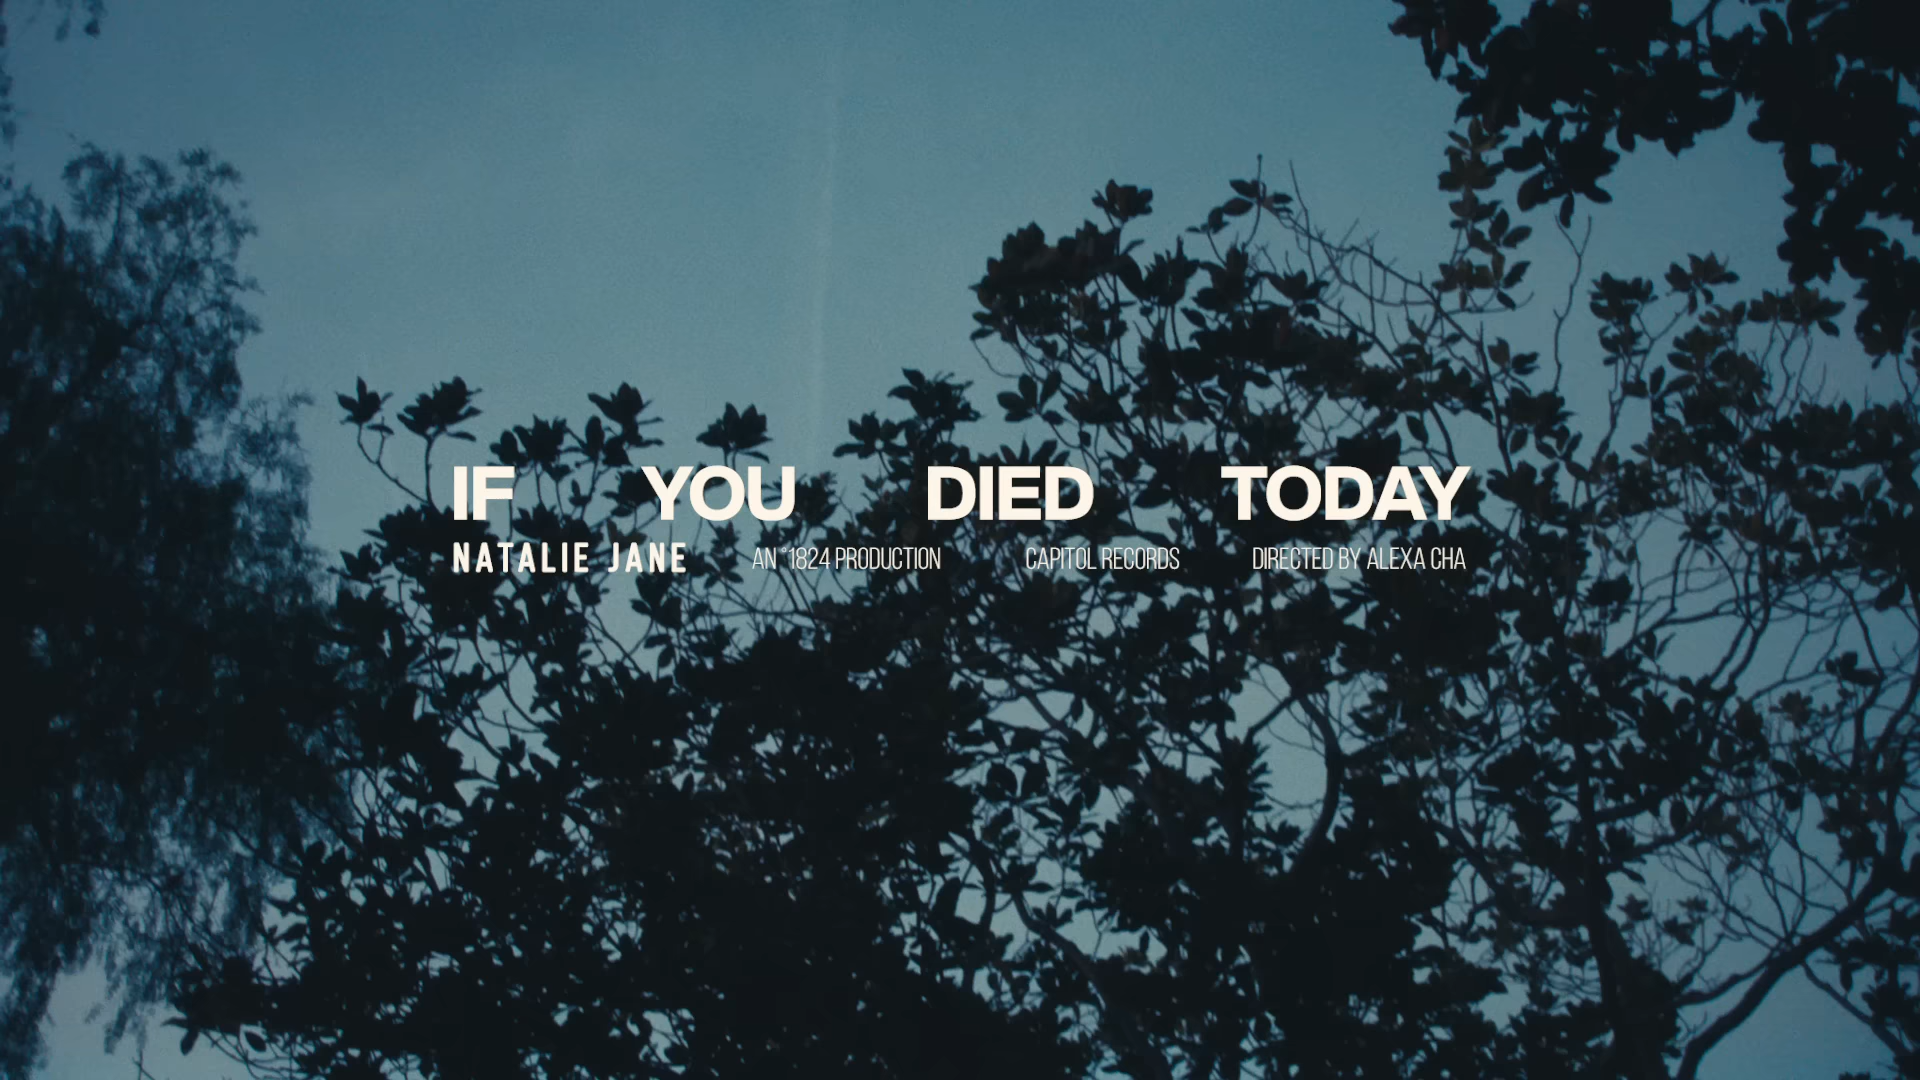 IF YOU DIED TODAY
NATALIE JANE AN °1824 PRODUCTION CAPITOL RECORDS DIRECTED BY ALEXA CHA